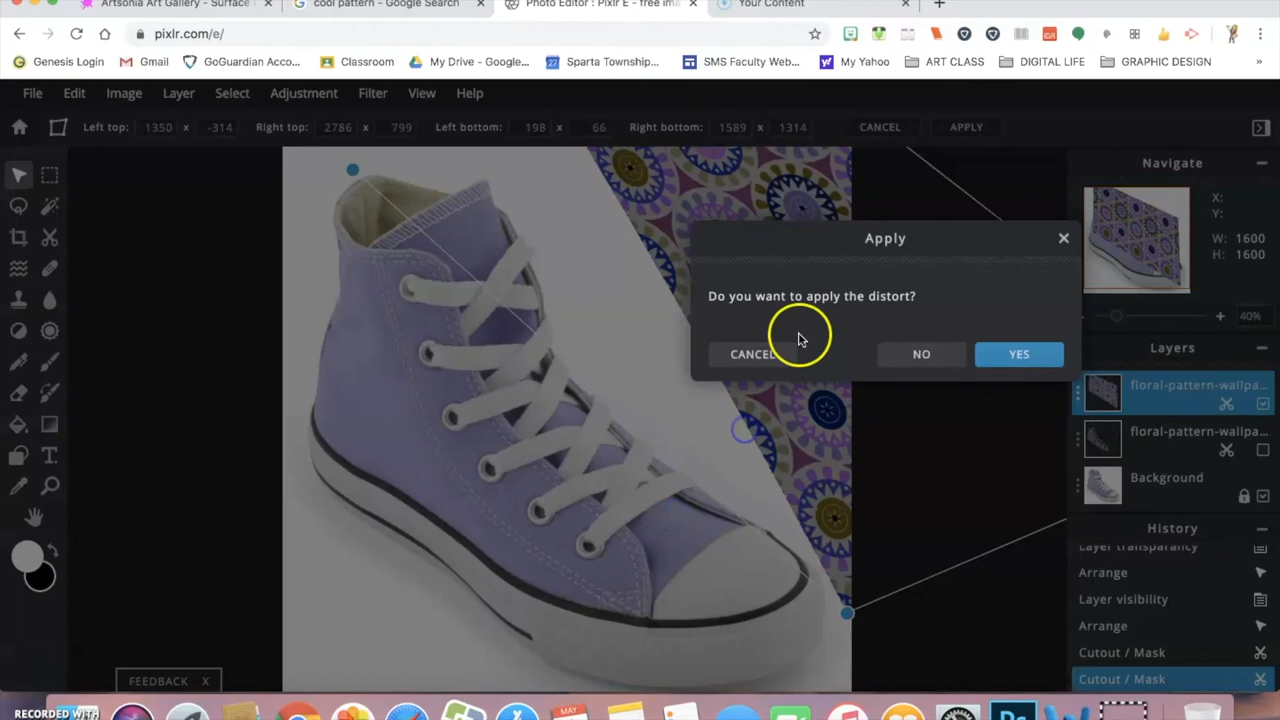 Artsonia Art Gallery - Surface
cool pattern - Google Search
Photo Editor : Pixlr E - free ima
Your Content
pixlr.com/e/
Genesis Login
Gmail
GoGuardian Acco...
Classroom
My Drive - Google...
Sparta Township...
SMS Faculty Web...
My Yahoo
ART CLASS
DIGITAL LIFE
GRAPHIC DESIGN
»
File Edit Image Layer Select Adjustment Filter View Help
Left top: 1350 x -314 Right top: 2786 x 799 Left bottom: 198 x 66 Right bottom: 1589 x 1314 CANCEL APPLY
Navigate
X:
Y:
W: 1600
H: 1600
40%
Apply
Do you want to apply the distort?
CANCEL NO YES
Layers
floral-pattern-wallpa...
floral-pattern-wallpa...
Background
History
Layer transparancy
Arrange
Layer visibility
Arrange
Cutout / Mask
Cutout / Mask
FEEDBACK X
RECORDED WITH
MAY